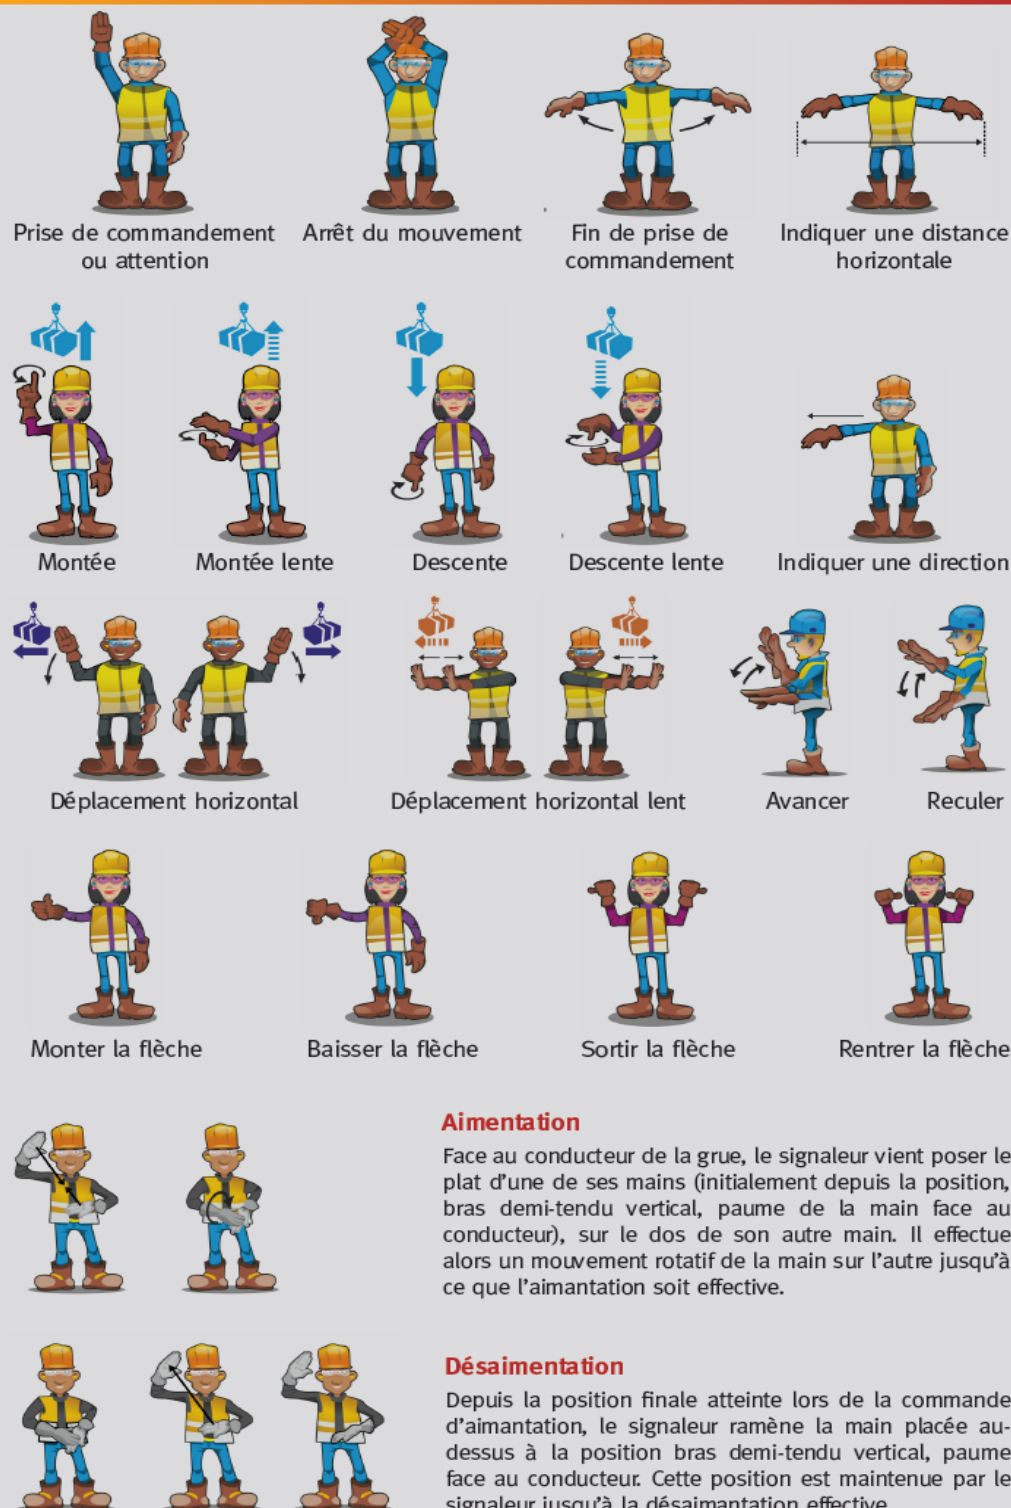 Prise de commandement
ou attention
Arrêt du mouvement
Fin de prise de
commandement
Indiquer une distance
horizontale
Montée
Montée lente
Descente
Descente lente
Indiquer une direction
Déplacement horizontal
Déplacement horizontal lent
Avancer
Reculer
Monter la flèche
Baisser la flèche
Sortir la flèche
Rentrer la flèche
Aimentation
Face au conducteur de la grue, le signaleur vient poser le
plat d'une de ses mains (initialement depuis la position,
bras demi-tendu vertical, paume de la main face au
conducteur), sur le dos de son autre main. Il effectue
alors un mouvement rotatif de la main sur l'autre jusqu'à
ce que l'aimantation soit effective.
Désaimentation
Depuis la position finale atteinte lors de la commande
d'aimantation, le signaleur ramène la main placée au-
dessus à la position bras demi-tendu vertical, paume
face au conducteur. Cette position est maintenue par le
signaleur jusqu'à la désaimantation effective